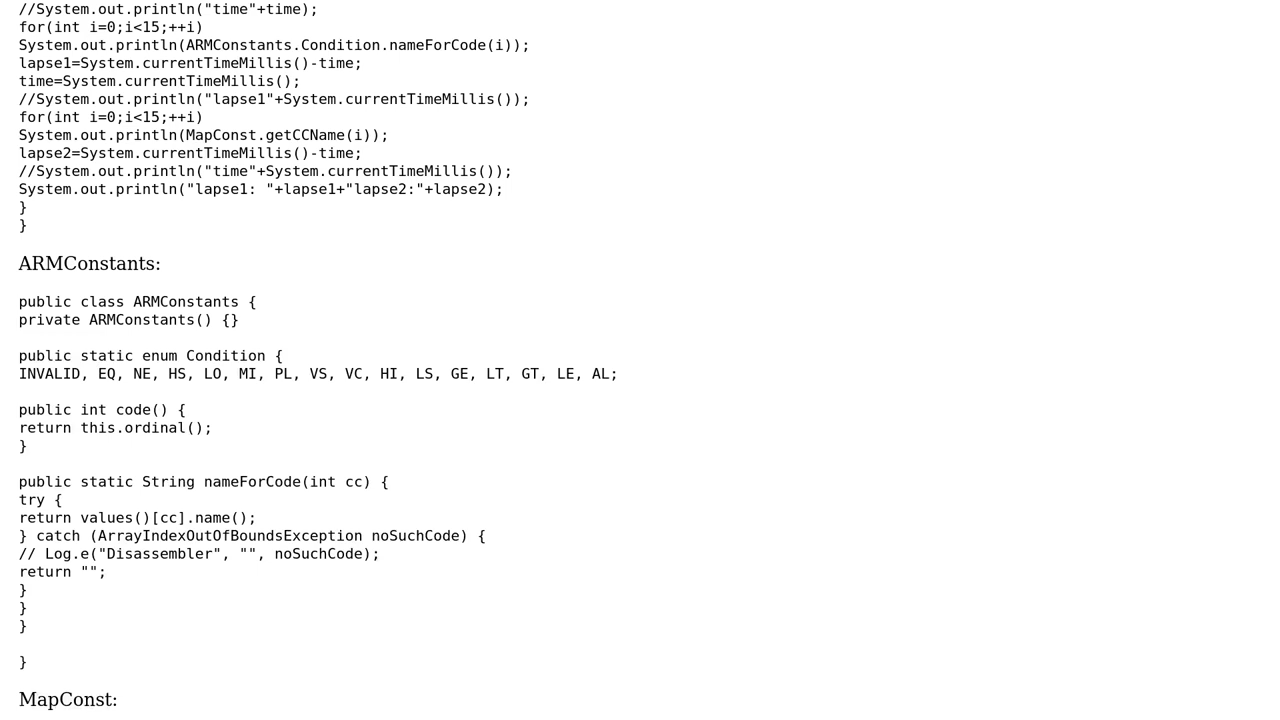 //System.out.println("time"+time);
for(int i=0;i<15;++i)
System.out.println(ARMConstants.Condition.nameForCode(i));
lapse1=System.currentTimeMillis()-time;
time=System.currentTimeMillis();
//System.out.println("lapse1"+System.currentTimeMillis());
for(int i=0;i<15;++i)
System.out.println(MapConst.getCCName(i));
lapse2=System.currentTimeMillis()-time;
//System.out.println("time"+System.currentTimeMillis());
System.out.println("lapse1: "+lapse1+"lapse2:"+lapse2);
}
}
ARMConstants:
public class ARMConstants {
private ARMConstants() {}
public static enum Condition {
INVALID, EQ, NE, HS, LO, MI, PL, VS, VC, HI, LS, GE, LT, GT, LE, AL;
public int code() {
return this.ordinal();
}
public static String nameForCode(int cc) {
try {
return values()[cc].name();
} catch (ArrayIndexOutOfBoundsException noSuchCode) {
// Log.e("Disassembler", "", noSuchCode);
return "";
}
}
}
}
MapConst: